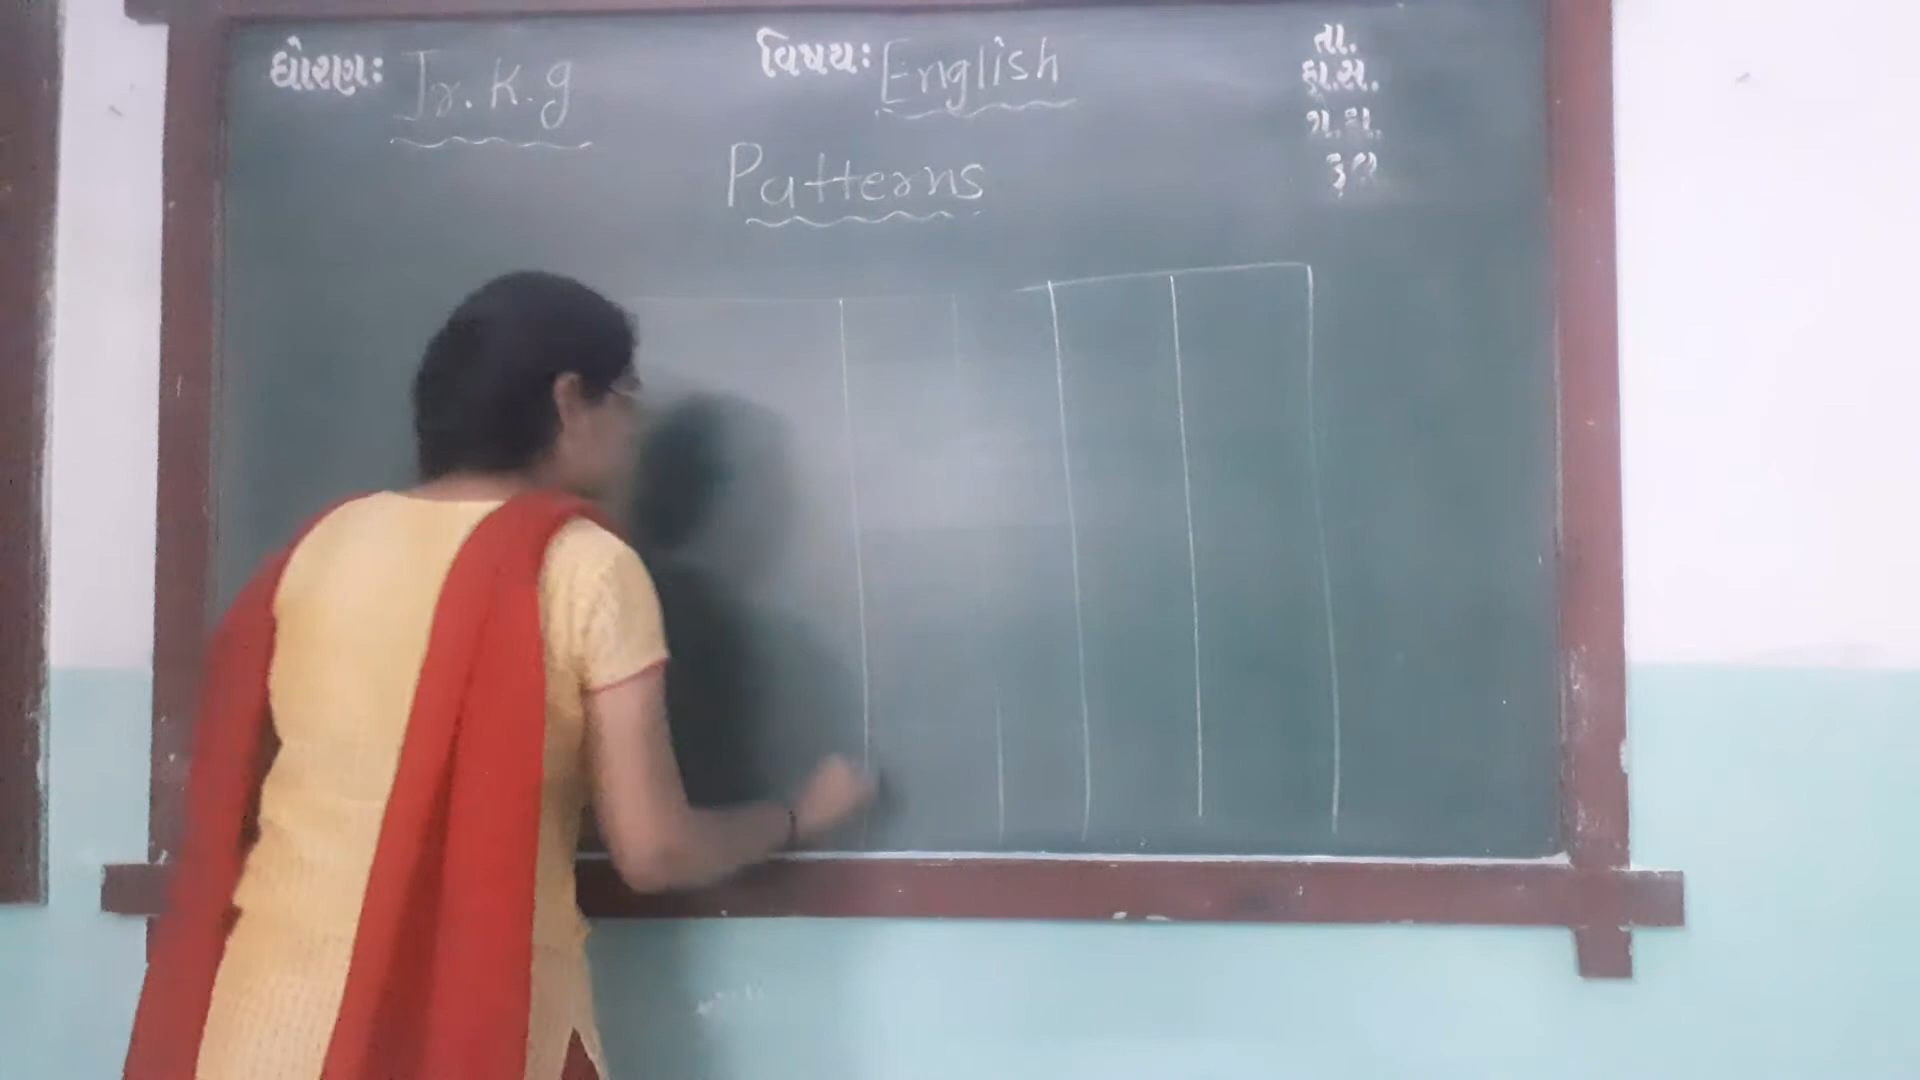 ધોરણ: Jr. K. g વિષય: English
તા.
હા.સ.
ગે.હા.
કુલ
Patterns